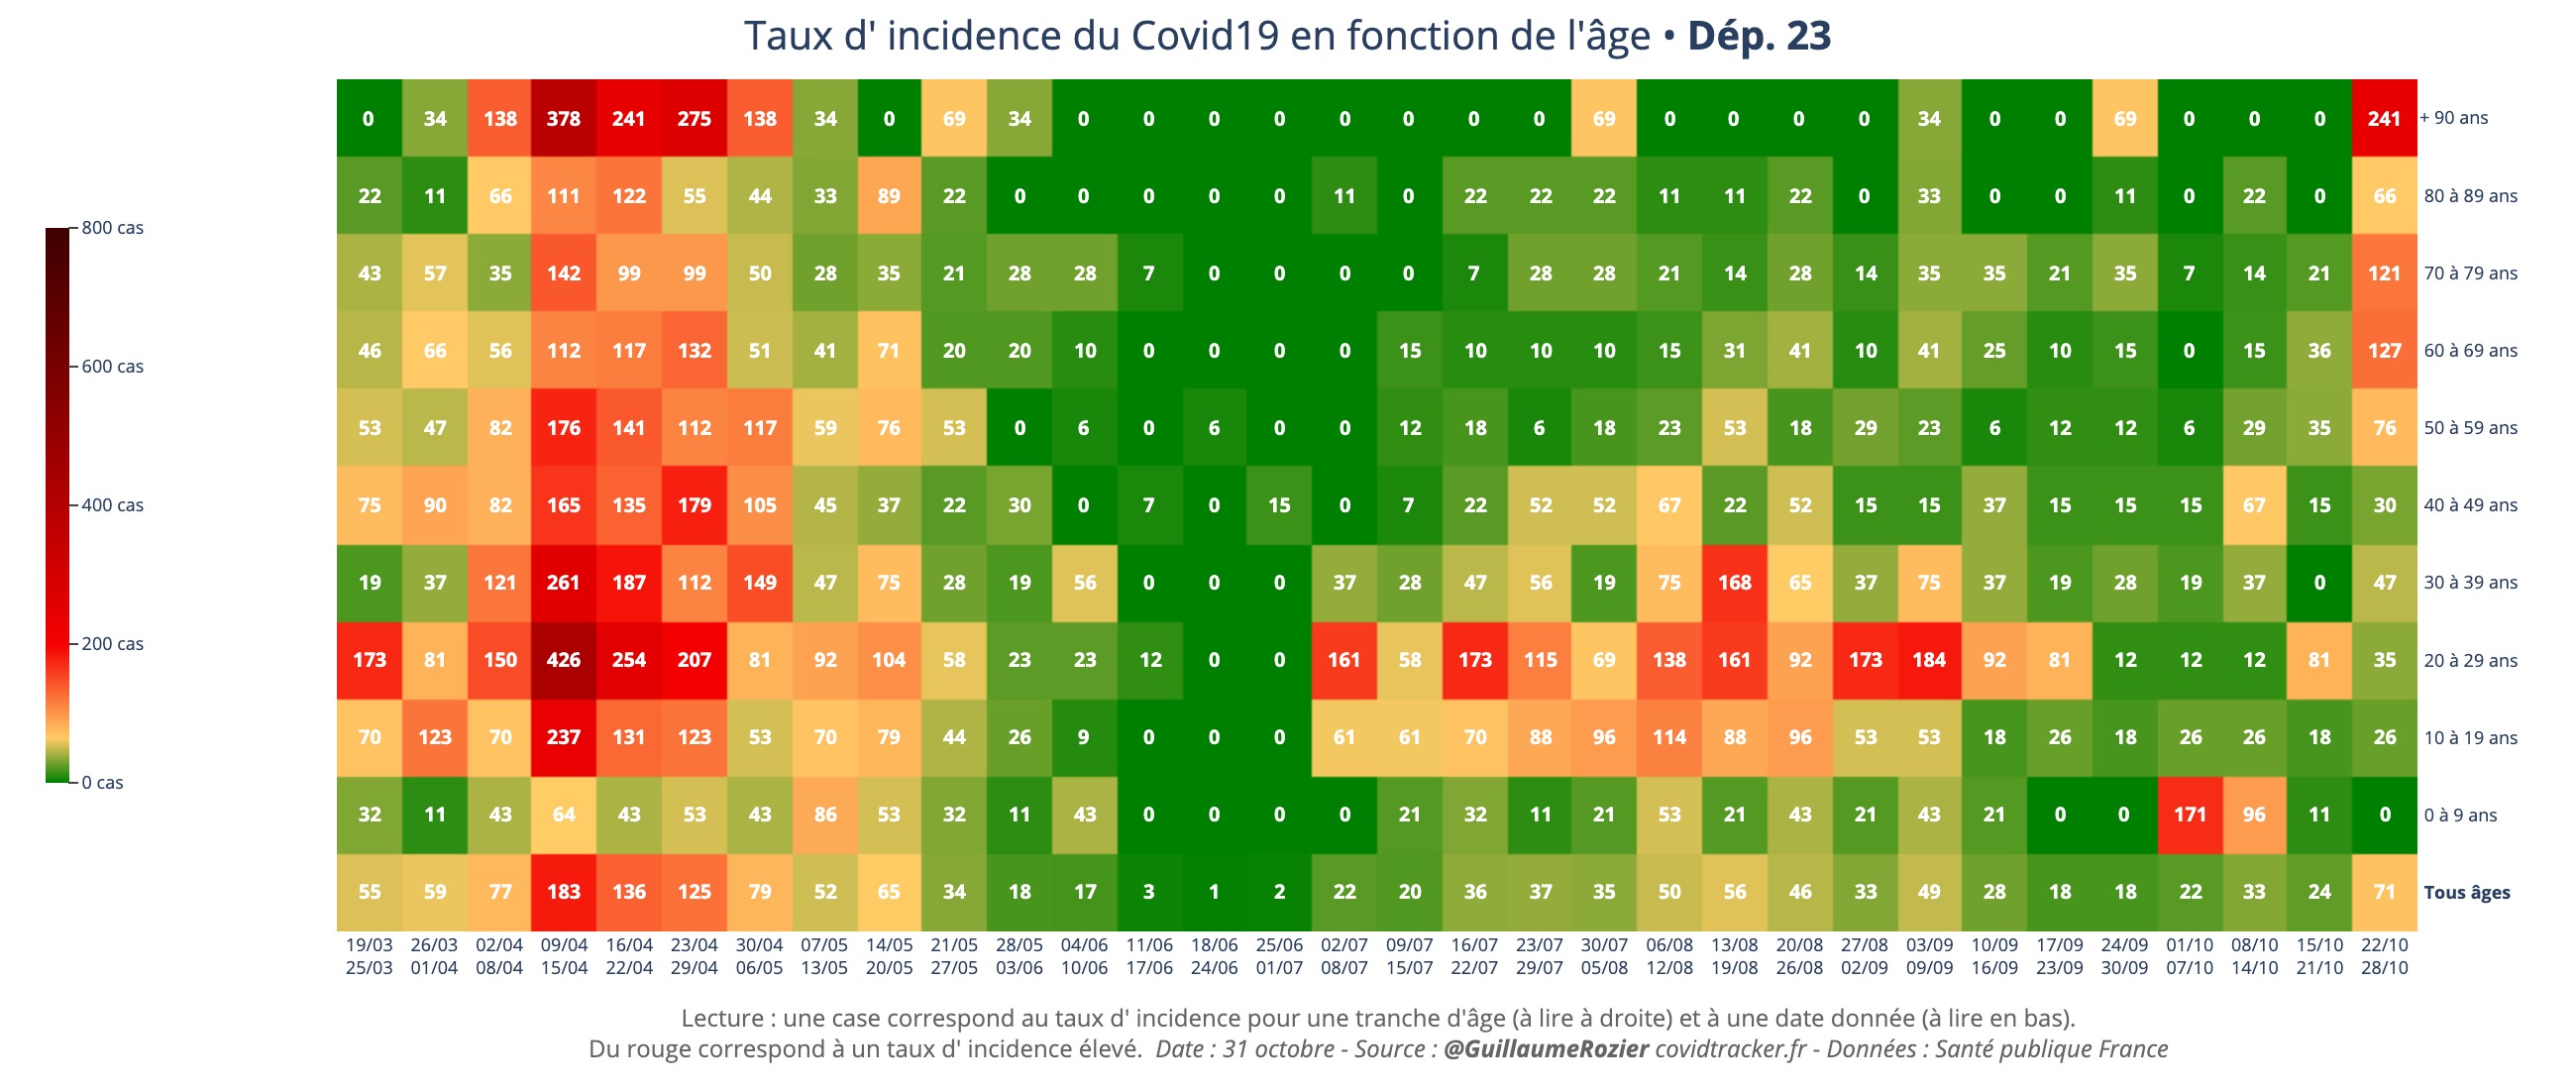 Taux d' incidence du Covid19 en fonction de l'âge • Dép. 23
0 34 138 378 241 275 138 34 0 69 34 0 0 0 0 0 0 0 0 69 0 0 0 0 34 0 0 69 0 0 0 241 + 90 ans
22 11 66 111 122 55 44 33 89 22 0 0 0 0 0 11 0 22 22 22 11 11 22 0 33 0 0 11 0 22 0 66 80 à 89 ans
43 57 35 142 99 99 50 28 35 21 28 28 7 0 0 0 0 7 28 28 21 14 28 14 35 35 21 35 7 14 21 121 70 à 79 ans
46 66 56 112 117 132 51 41 71 20 20 10 0 0 0 0 15 10 10 10 15 31 41 10 41 25 10 15 0 15 36 127 60 à 69 ans
53 47 82 176 141 112 117 59 76 53 0 6 0 6 0 0 12 18 6 18 23 53 18 29 23 6 12 12 6 29 35 76 50 à 59 ans
75 90 82 165 135 179 105 45 37 22 30 0 7 0 15 0 7 22 52 52 67 22 52 15 15 37 15 15 15 67 15 30 40 à 49 ans
19 37 121 261 187 112 149 47 75 28 19 56 0 0 0 37 28 47 56 19 75 168 65 37 75 37 19 28 19 37 0 47 30 à 39 ans
173 81 150 426 254 207 81 92 104 58 23 23 12 0 0 161 58 173 115 69 138 161 92 173 184 92 81 12 12 12 81 35 20 à 29 ans
70 123 70 237 131 123 53 70 79 44 26 9 0 0 0 61 61 70 88 96 114 88 96 53 53 18 26 18 26 26 18 26 10 à 19 ans
32 11 43 64 43 53 43 86 53 32 11 43 0 0 0 0 21 32 11 21 53 21 43 21 43 21 0 0 171 96 11 0 0 à 9 ans
55 59 77 183 136 125 79 52 65 34 18 17 3 1 2 22 20 36 37 35 50 56 46 33 49 28 18 18 22 33 24 71 Tous âges
19/03 26/03 02/04 09/04 16/04 23/04 30/04 07/05 14/05 21/05 28/05 04/06 11/06 18/06 25/06 02/07 09/07 16/07 23/07 30/07 06/08 13/08 20/08 27/08 03/09 10/09 17/09 24/09 01/10 08/10 15/10 22/10
25/03 01/04 08/04 15/04 22/04 29/04 06/05 13/05 20/05 27/05 03/06 10/06 17/06 24/06 01/07 08/07 15/07 22/07 29/07 05/08 12/08 19/08 26/08 02/09 09/09 16/09 23/09 30/09 07/10 14/10 21/10 28/10
800 cas
600 cas
400 cas
200 cas
0 cas
Lecture : une case correspond au taux d' incidence pour une tranche d'âge (à lire à droite) et à une date donnée (à lire en bas).
Du rouge correspond à un taux d' incidence élevé. Date : 31 octobre - Source : @GuillaumeRozier covidtracker.fr - Données : Santé publique France